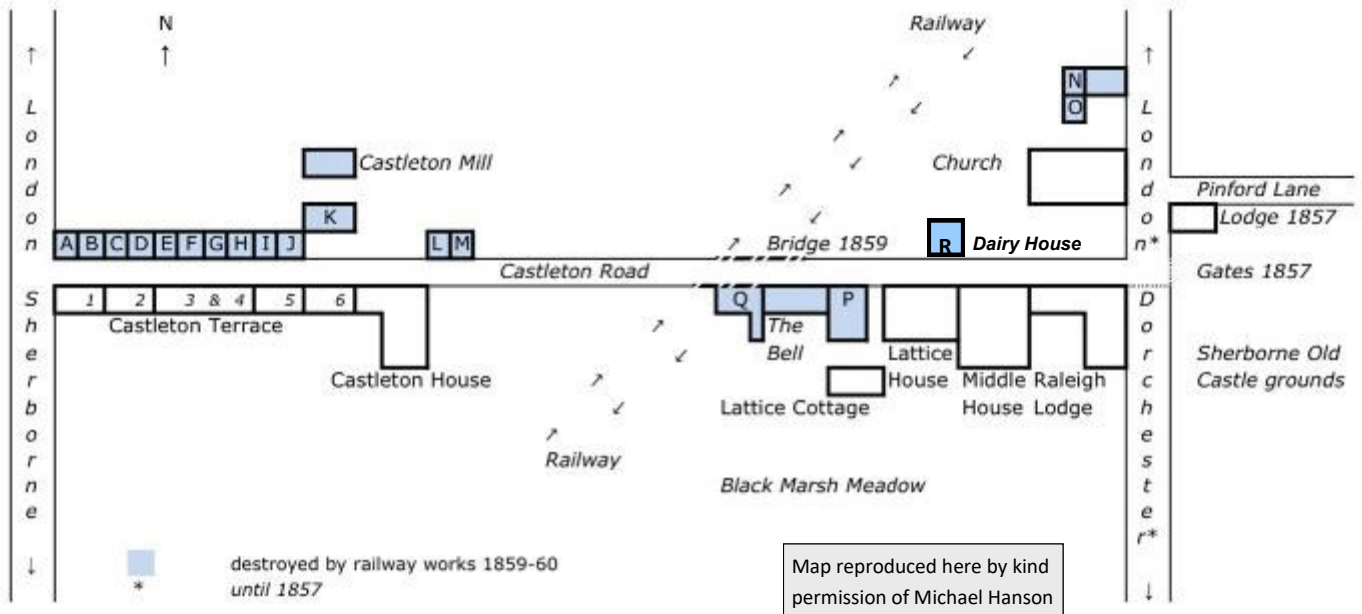 N
Railway
London
Sherborne
London*
Dorchester*
N
O
Castleton Mill
Church
Pinford Lane
K
Lodge 1857
A B C D E F G H I J
L M
Bridge 1859
R
Dairy House
Castleton Road
Gates 1857
1 2 3 & 4 5 6
Q
P
Castleton Terrace
The
Bell
Lattice
House
Middle
House
Raleigh
Lodge
Sherborne Old
Castle grounds
Castleton House
Lattice Cottage
Railway
Black Marsh Meadow
destroyed by railway works 1859-60
* until 1857
Map reproduced here by kind
permission of Michael Hanson